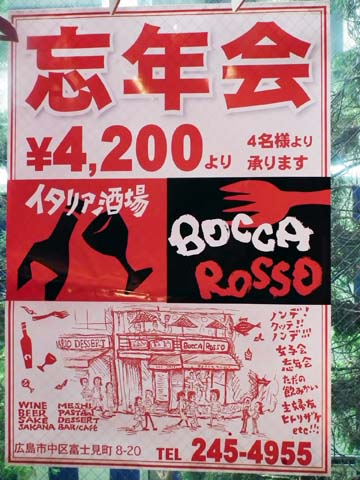 忘年会
¥4,200より
4名様より
承ります
イタリア酒場
BOCCA
ROSSO
DESSERT
BOCCA ROSSO
ノンデ!
クッテ!!
ノンデ!!!
女子会
忘年会
ただの
飲みかい
主婦友
ヒトリザケ
etc!!!
WINE
BEER
SAKE
SAKANA
MESHI
PASTA
DESSERT
BAR/CAFE
広島市中区富士見町 8-20
TEL 245-4955